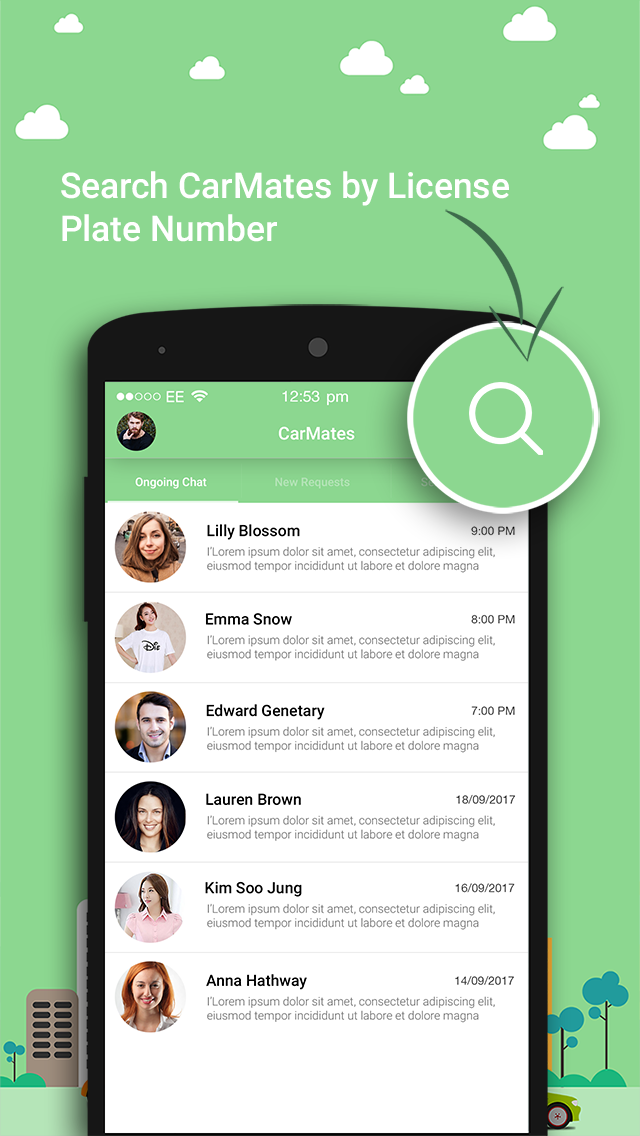 Search CarMates by License
Plate Number
EE
12:53 pm
CarMates
Ongoing Chat
New Requests
Lilly Blossom
9:00 PM
I'Lorem ipsum dolor sit amet, consectetur adipiscing elit,
eiusmod tempor incididunt ut labore et dolore magna
Emma Snow
8:00 PM
I'Lorem ipsum dolor sit amet, consectetur adipiscing elit,
eiusmod tempor incididunt ut labore et dolore magna
Edward Genetary
7:00 PM
I'Lorem ipsum dolor sit amet, consectetur adipiscing elit,
eiusmod tempor incididunt ut labore et dolore magna
Lauren Brown
18/09/2017
I'Lorem ipsum dolor sit amet, consectetur adipiscing elit,
eiusmod tempor incididunt ut labore et dolore magna
Kim Soo Jung
16/09/2017
I'Lorem ipsum dolor sit amet, consectetur adipiscing elit,
eiusmod tempor incididunt ut labore et dolore magna
Anna Hathway
14/09/2017
I'Lorem ipsum dolor sit amet, consectetur adipiscing elit,
eiusmod tempor incididunt ut labore et dolore magna